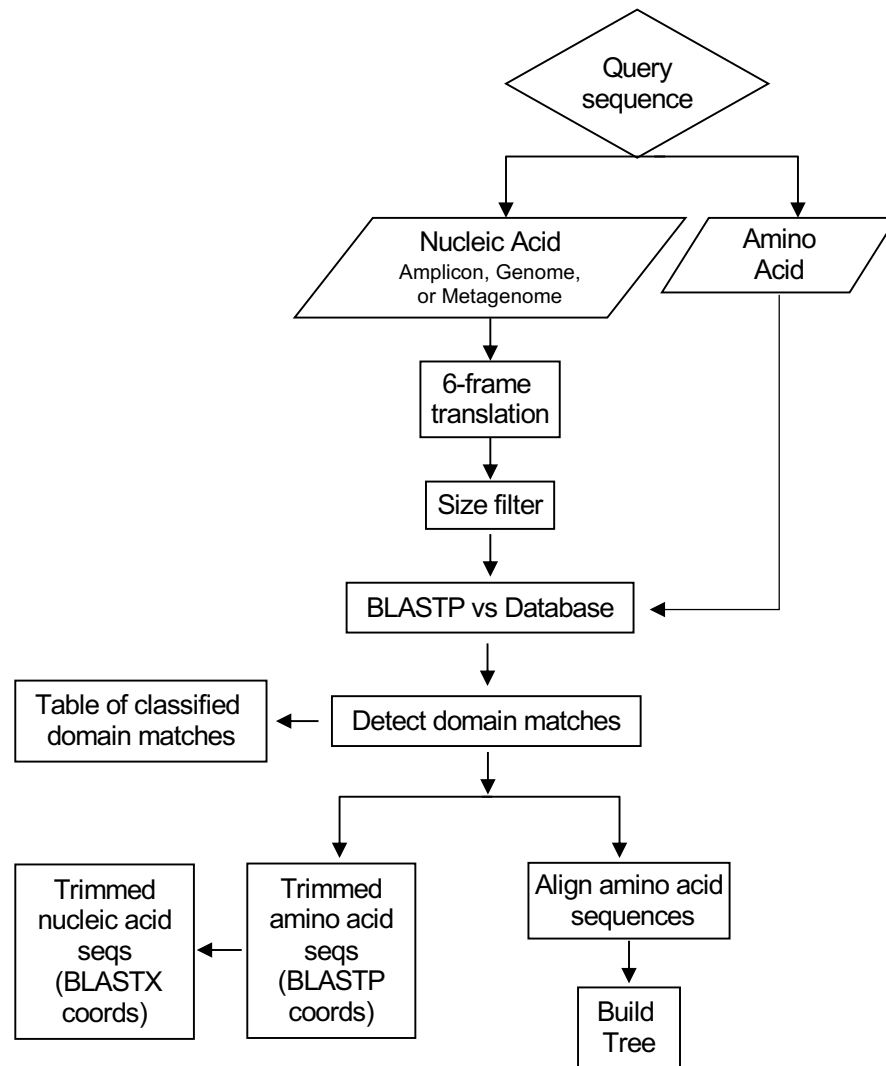 Query
sequence
Nucleic Acid
Amplicon, Genome,
or Metagenome
Amino
Acid
6-frame
translation
Size filter
BLASTP vs Database
Table of classified
domain matches
Detect domain matches
Trimmed
nucleic acid
seqs
(BLASTX
coords)
Trimmed
amino acid
seqs
(BLASTP
coords)
Align amino acid
sequences
Build
Tree